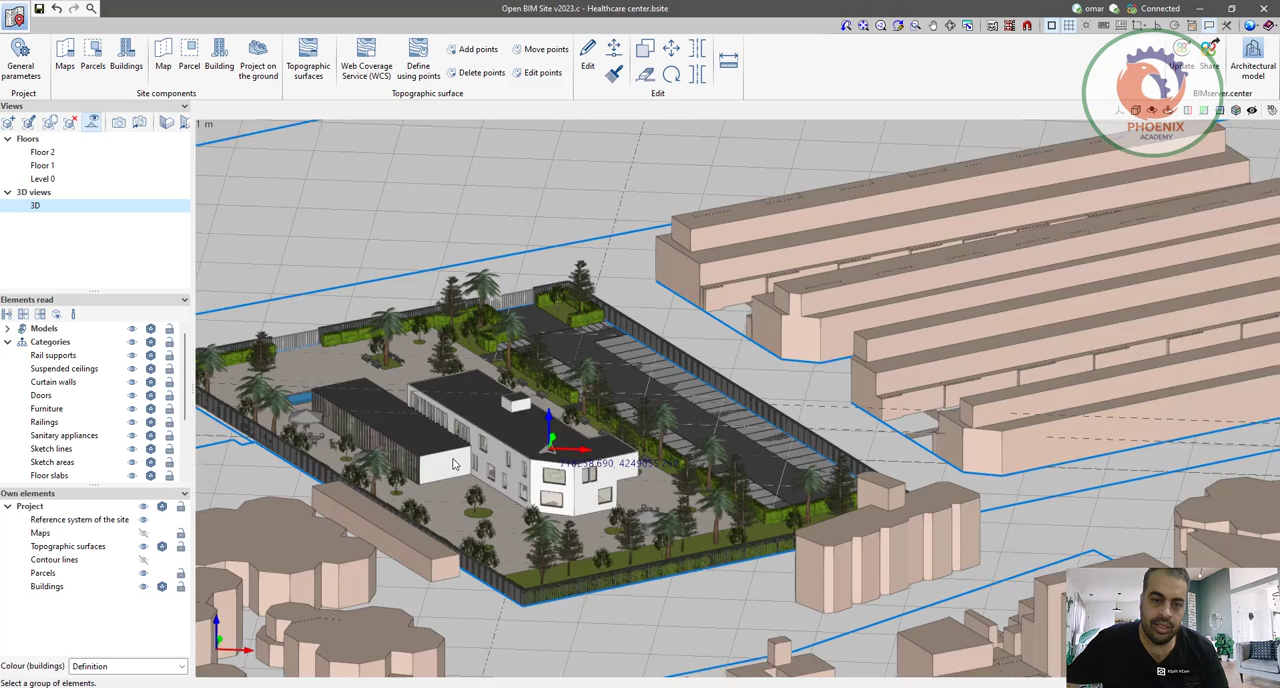 Open BIM Site v2023.c - Healthcare center.bsite
omar
Connected
General parameters
Maps
Parcels
Buildings
Map
Parcel
Building
Project on the ground
Topographic surfaces
Web Coverage Service (WCS)
Define using points
Add points
Move points
Delete points
Edit points
Edit
Update
Share
Architectural model
Project
Site components
Topographic surface
Edit
BIMserver.center
PHOENIX
ACADEMY
Views
Floors
Floor 2
Floor 1
Level 0
3D views
3D
1 m
Elements read
Models
Categories
Rail supports
Suspended ceilings
Curtain walls
Doors
Furniture
Railings
Sanitary appliances
Sketch lines
Sketch areas
Floor slabs
Own elements
Project
Reference system of the site
Maps
Topographic surfaces
Contour lines
Parcels
Buildings
Colour (buildings)
Definition
Select a group of elements.
XSplit VCam